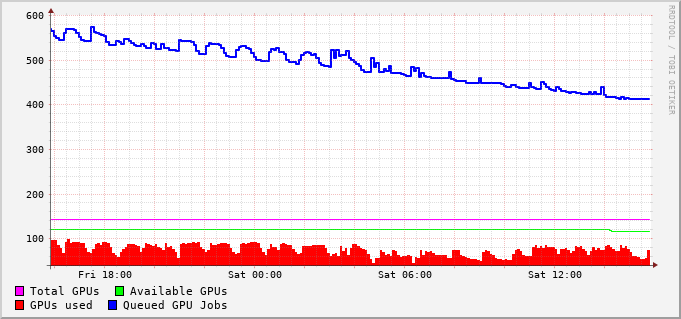 600
500
400
300
200
100
Fri 18:00 Sat 00:00 Sat 06:00 Sat 12:00
Total GPUs Available GPUs
GPUs used Queued GPU Jobs
RRDTOOL / TOBI OETIKER